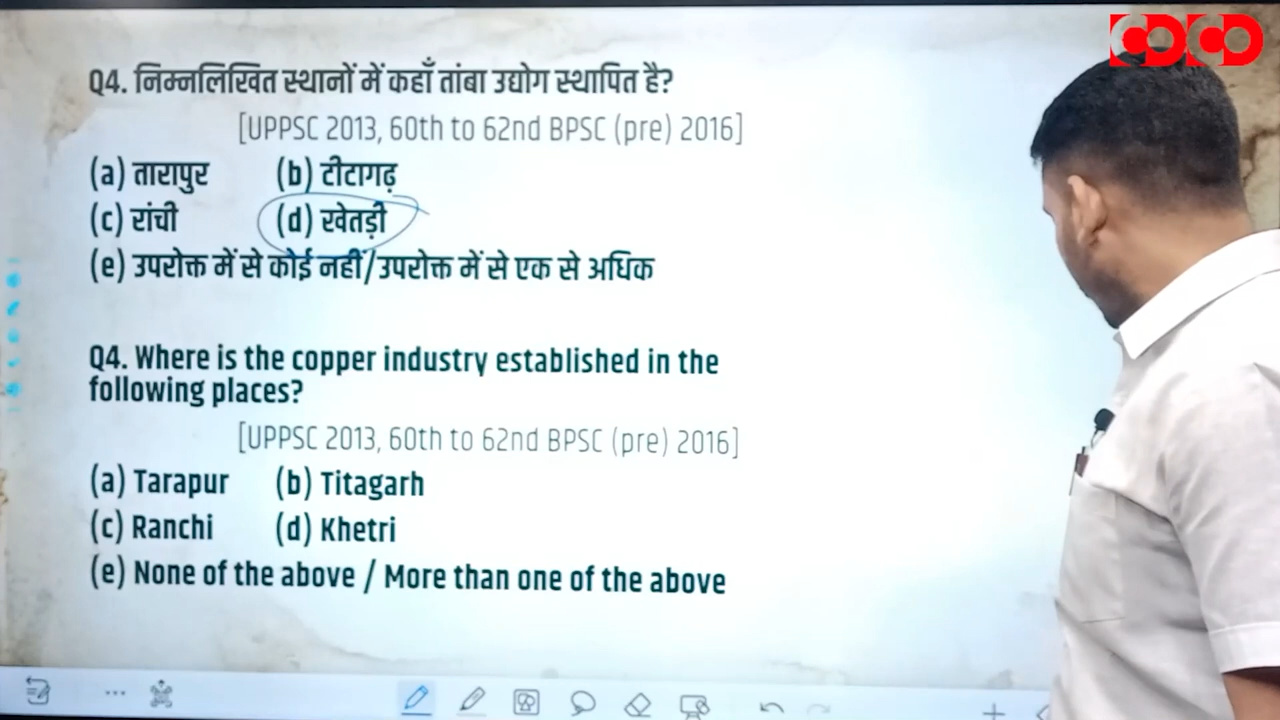 Q4. निम्नलिखित स्थानों में कहाँ तांबा उद्योग स्थापित है?
[UPPSC 2013, 60th to 62nd BPSC (pre) 2016]
(a) तारापुर (b) टीटागढ़
(c) रांची (d) खेतड़ी
(e) उपरोक्त में से कोई नहीं/उपरोक्त में से एक से अधिक
Q4. Where is the copper industry established in the
following places?
[UPPSC 2013, 60th to 62nd BPSC (pre) 2016]
(a) Tarapur (b) Titagarh
(c) Ranchi (d) Khetri
(e) None of the above / More than one of the above